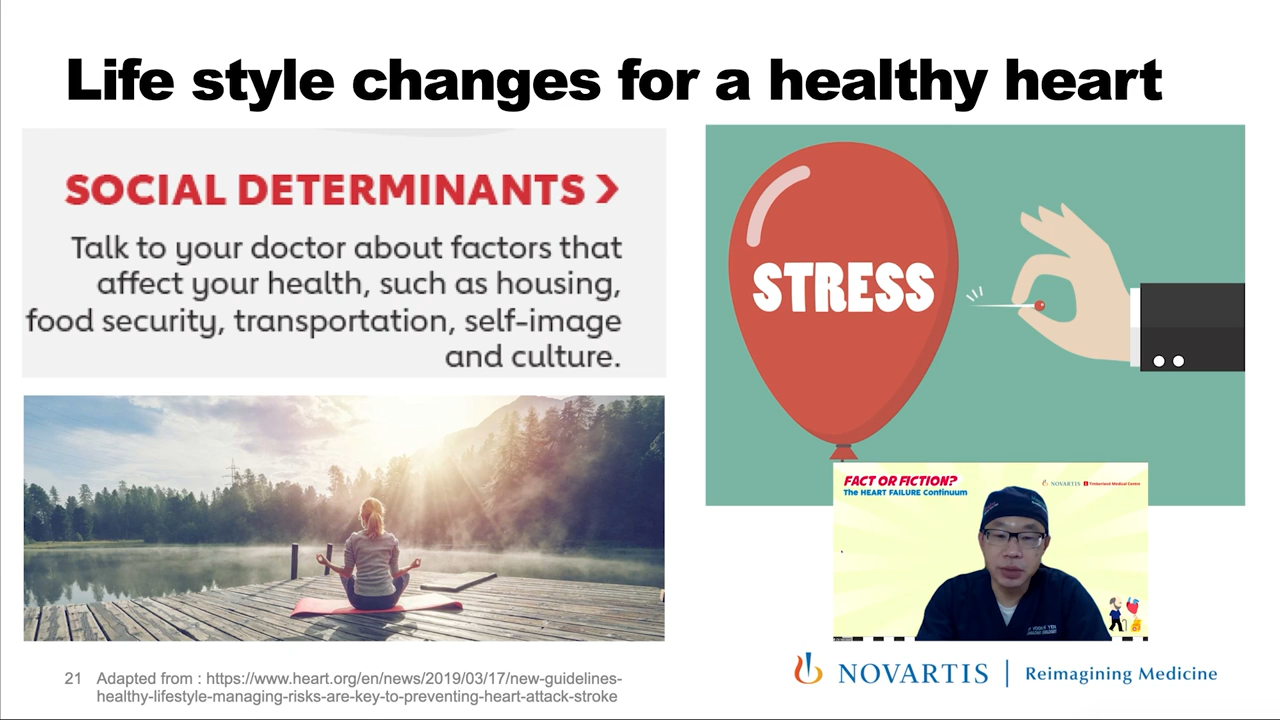 Life style changes for a healthy heart
SOCIAL DETERMINANTS >
Talk to your doctor about factors that
affect your health, such as housing,
food security, transportation, self-image
and culture.
STRESS
FACT OR FICTION?
The HEART FAILURE Continuum
NOVARTIS
Timberland Medical Centre
21 Adapted from : https://www.heart.org/en/news/2019/03/17/new-guidelines-
healthy-lifestyle-managing-risks-are-key-to-preventing-heart-attack-stroke
NOVARTIS | Reimagining Medicine